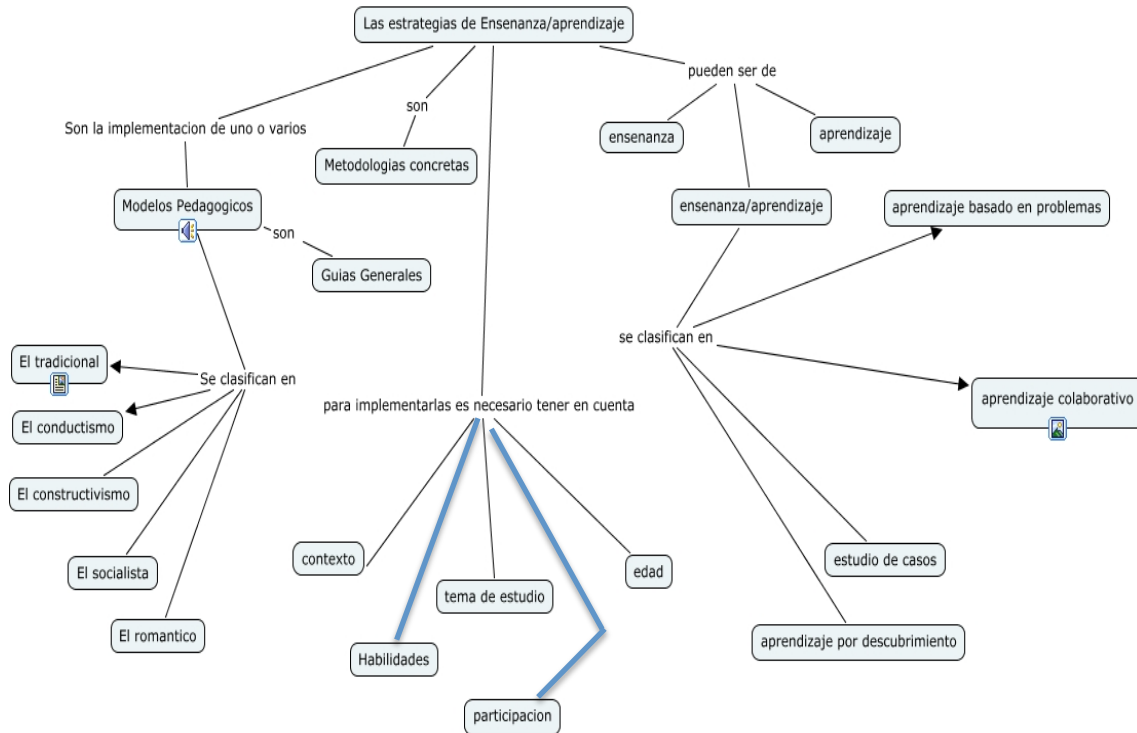 Las estrategias de Ensenanza/aprendizaje
pueden ser de
son
Son la implementacion de uno o varios
ensenanza
aprendizaje
Metodologias concretas
Modelos Pedagogicos
ensenanza/aprendizaje
aprendizaje basado en problemas
son
Guias Generales
se clasifican en
El tradicional
Se clasifican en
para implementarlas es necesario tener en cuenta
aprendizaje colaborativo
El conductismo
El constructivismo
contexto
edad
estudio de casos
El socialista
tema de estudio
El romantico
aprendizaje por descubrimiento
Habilidades
participacion